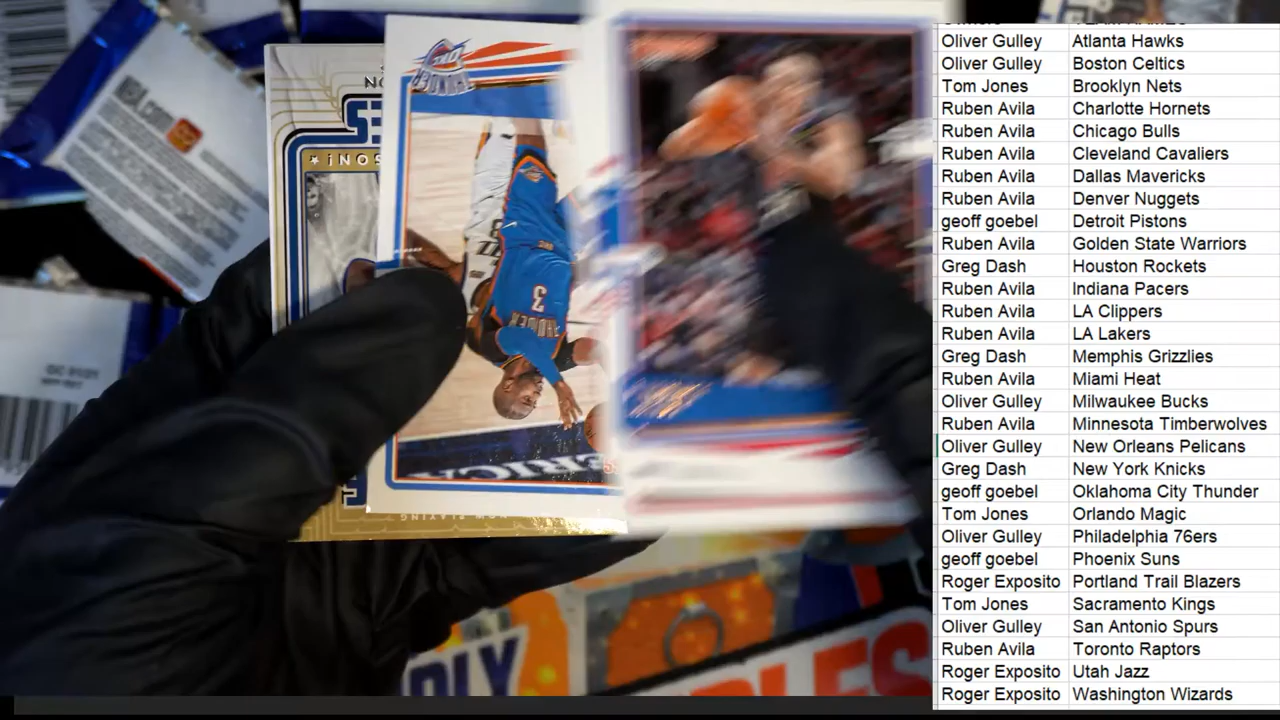 Oliver Gulley Atlanta Hawks
Oliver Gulley Boston Celtics
Tom Jones Brooklyn Nets
Ruben Avila Charlotte Hornets
Ruben Avila Chicago Bulls
Ruben Avila Cleveland Cavaliers
Ruben Avila Dallas Mavericks
Ruben Avila Denver Nuggets
geoff goebel Detroit Pistons
Ruben Avila Golden State Warriors
Greg Dash Houston Rockets
Ruben Avila Indiana Pacers
Ruben Avila LA Clippers
Ruben Avila LA Lakers
Greg Dash Memphis Grizzlies
Ruben Avila Miami Heat
Oliver Gulley Milwaukee Bucks
Ruben Avila Minnesota Timberwolves
Oliver Gulley New Orleans Pelicans
Greg Dash New York Knicks
geoff goebel Oklahoma City Thunder
Tom Jones Orlando Magic
Oliver Gulley Philadelphia 76ers
geoff goebel Phoenix Suns
Roger Exposito Portland Trail Blazers
Tom Jones Sacramento Kings
Oliver Gulley San Antonio Spurs
Ruben Avila Toronto Raptors
Roger Exposito Utah Jazz
Roger Exposito Washington Wizards
OKC
THUNDER
THUNDER
3